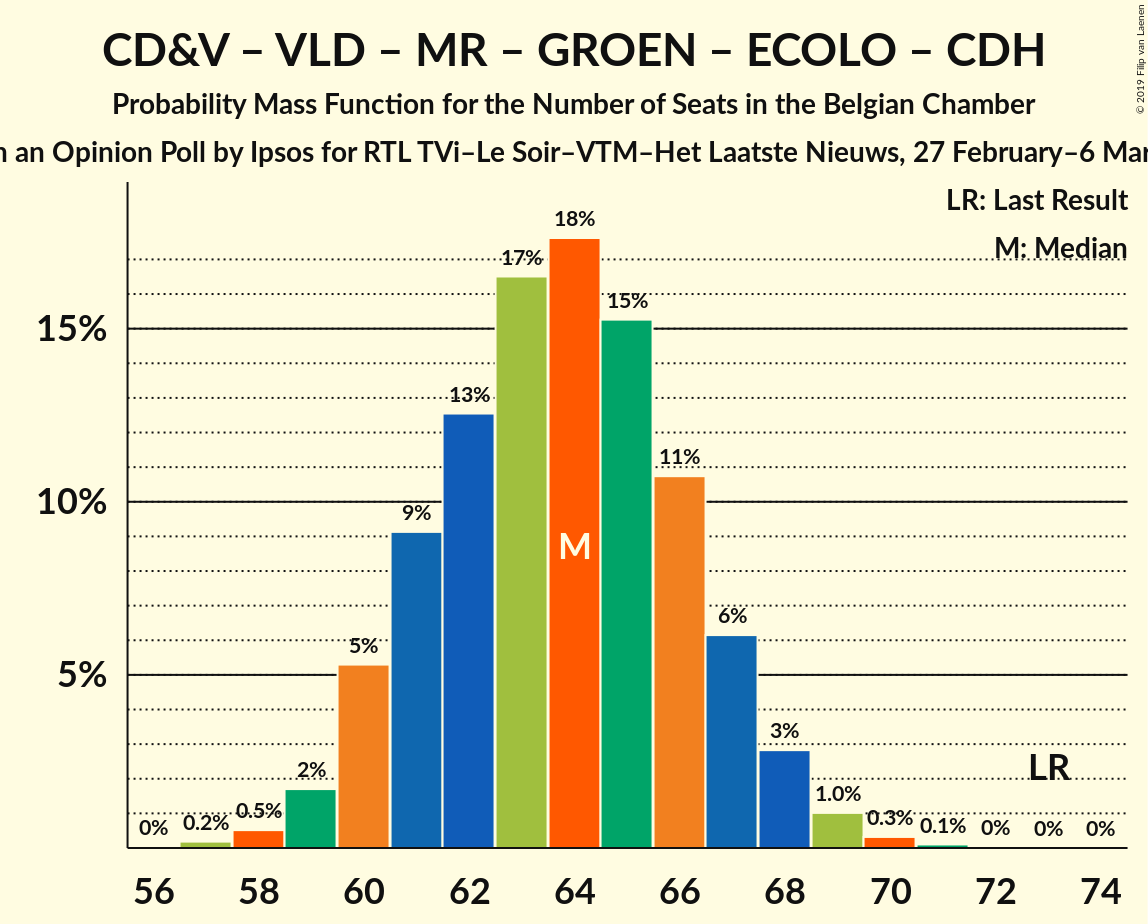 CD&V – VLD – MR – GROEN – ECOLO – CDH
© 2019 Filip van Laenen
Probability Mass Function for the Number of Seats in the Belgian Chamber
an Opinion Poll by Ipsos for RTL TVi–Le Soir–VTM–Het Laatste Nieuws, 27 February–6
LR: Last Result
M: Median
18%
17%
15%
15%
13%
11%
10%
9%
M
6%
5%
5%
3%
LR
2%
1.0%
0.5%
0.3%
0.2%
0.1%
0%
0%
0%
0%
56 58 60 62 64 66 68 70 72 74